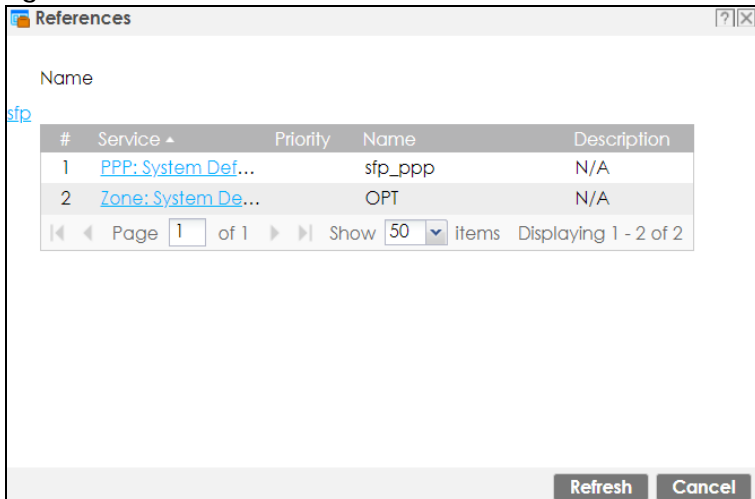 References
Name
sfp
# Service Priority Name Description
1 PPP: System Def... sfp_ppp N/A
2 Zone: System De... OPT N/A
Page 1 of 1 Show 50 items Displaying 1 - 2 of 2
Refresh Cancel